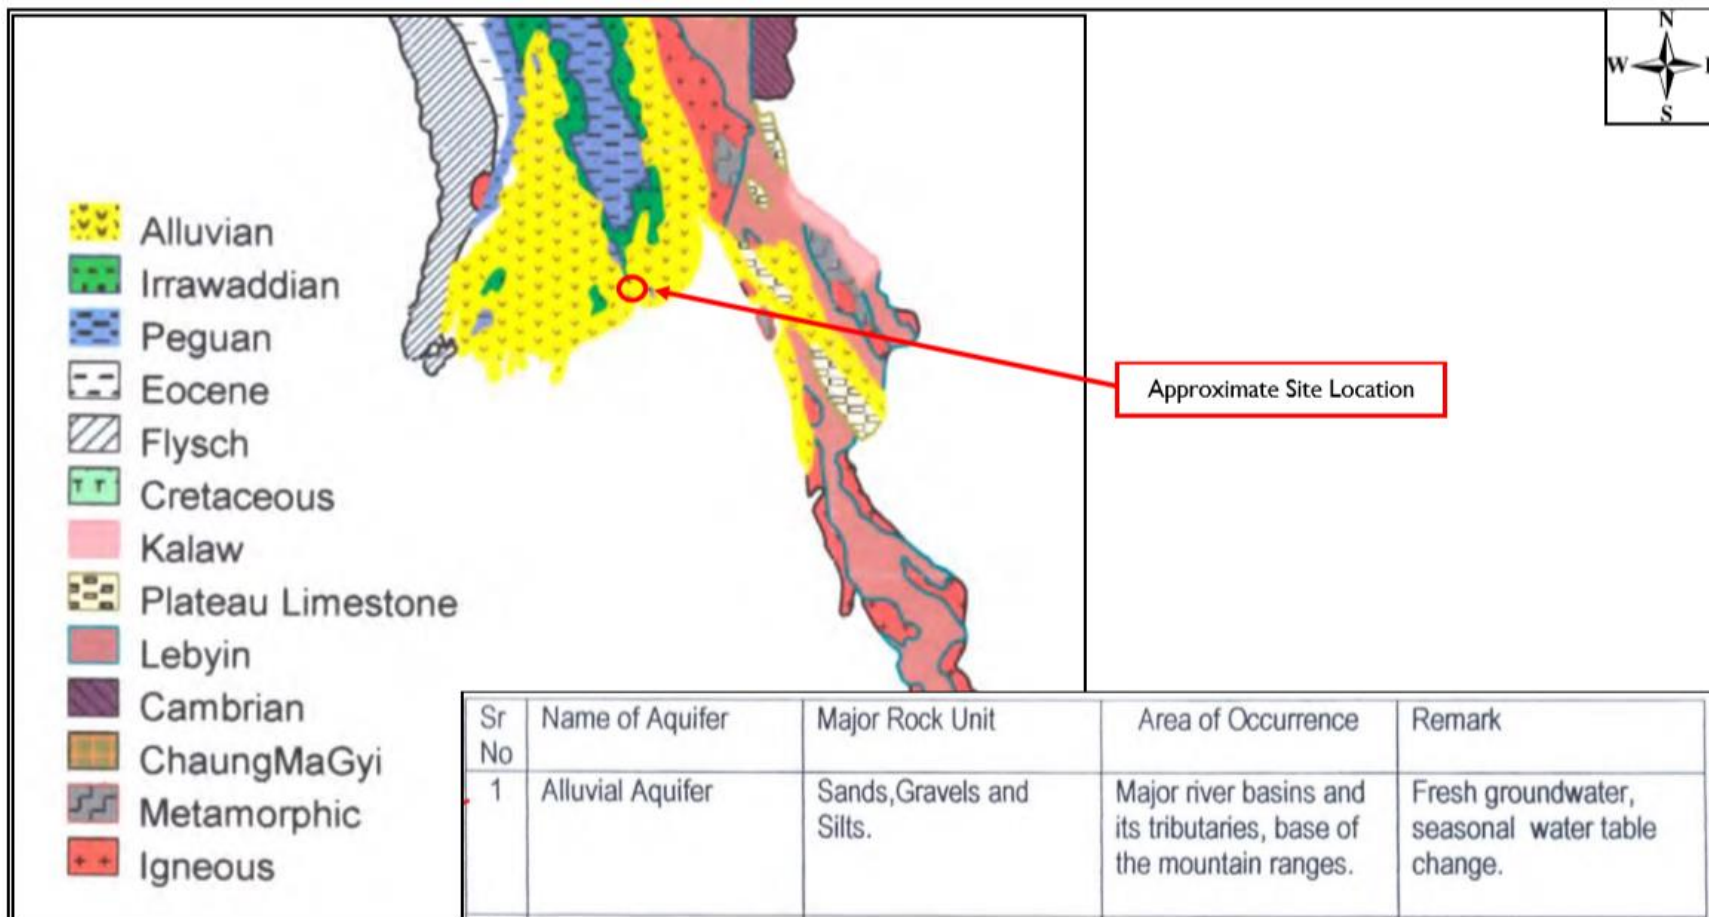 N
W
S
Alluvian
Irrawaddian
Peguan
Eocene
Flysch
Cretaceous
Kalaw
Plateau Limestone
Lebyin
Cambrian
ChaungMaGyi
Metamorphic
Igneous
Approximate Site Location
Sr No
Name of Aquifer
Major Rock Unit
Area of Occurrence
Remark
1
Alluvial Aquifer
Sands,Gravels and
Silts.
Major river basins and
its tributaries, base of
the mountain ranges.
Fresh groundwater,
seasonal water table
change.